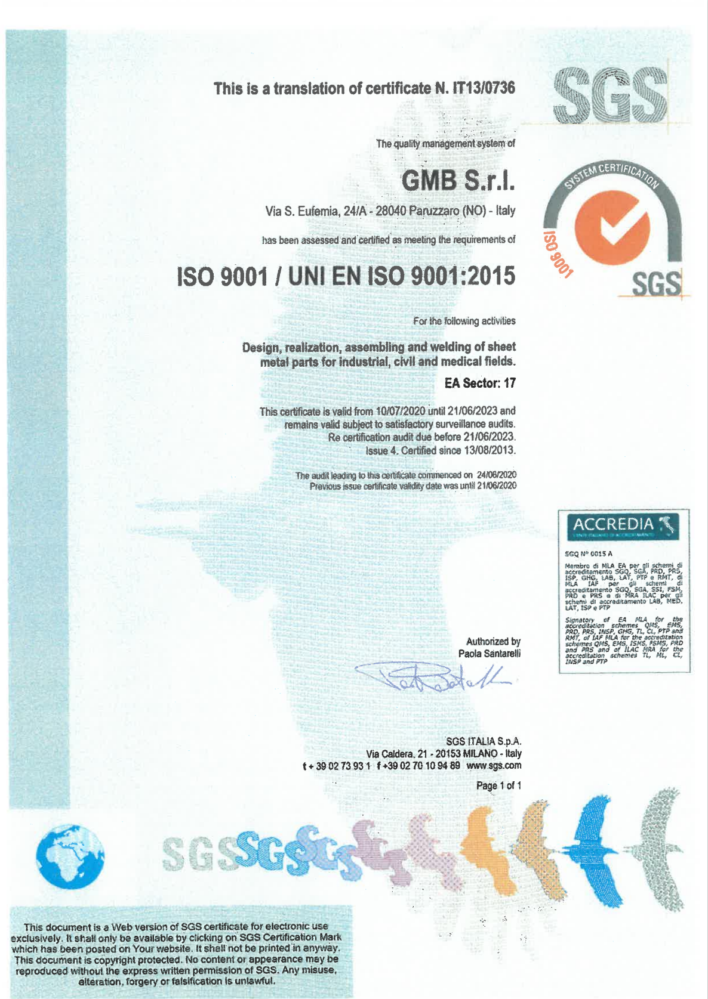 This is a translation of certificate N. IT13/0736
SGS
The quality management system of
GMB S.r.l.
Via S. Eufemia, 24/A - 28040 Paruzzaro (NO) - Italy
has been assessed and certified as meeting the requirements of
ISO 9001 / UNI EN ISO 9001:2015
SYSTEM CERTIFICATION
ISO 9001
SGS
For the following activities
Design, realization, assembling and welding of sheet
metal parts for industrial, civil and medical fields.
EA Sector: 17
This certificate is valid from 10/07/2020 until 21/06/2023 and
remains valid subject to satisfactory surveillance audits.
Re certification audit due before 21/06/2023.
Issue 4. Certified since 13/08/2013.
The audit leading to this certificate commenced on 24/06/2020
Previous issue certificate validity date was until 21/06/2020
ACCREDIA
L'ENTE ITALIANO DI ACCREDITAMENTO
SGQ N° 0015 A
Membro di MLA EA per gli schemi di
accreditamento SGQ, SGA, PRD, PRS,
ISP, GHG, LAB, LAT, PTP e RMT, di
MLA IAF per gli schemi di
accreditamento SGQ, SGA, SSI, FSM,
PRD e PRS e di MRA ILAC per gli
schemi di accreditamento LAB, MED,
LAT, ISP e PTP
Signatory of EA MLA for the
accreditation schemes QMS, EMS,
PRD, PRS, INSP, GHG, TL, CL, PTP and
RMT, of IAF MLA for the accreditation
schemes QMS, EMS, ISMS, FSMS, PRD
and PRS and of ILAC MRA for the
accreditation schemes TL, ML, CL,
INSP and PTP
Authorized by
Paola Santarelli
SGS ITALIA S.p.A.
Via Caldera, 21 - 20153 MILANO - Italy
t + 39 02 73 93 1 f +39 02 70 10 94 89 www.sgs.com
Page 1 of 1
SGS SGS SGS
This document is a Web version of SGS certificate for electronic use
exclusively. It shall only be available by clicking on SGS Certification Mark
which has been posted on Your website. It shall not be printed in anyway.
This document is copyright protected. No content or appearance may be
reproduced without the express written permission of SGS. Any misuse,
alteration, forgery or falsification is unlawful.